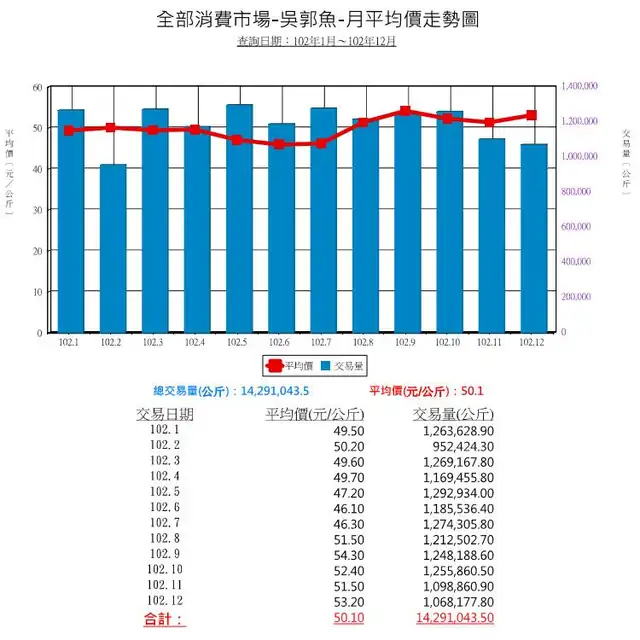 全部消費市場-吳郭魚-月平均價走勢圖
查詢日期：102年1月～102年12月
平均價(元/公斤)
交易量(公斤)
60
50
40
30
20
10
0
1,400,000
1,200,000
1,000,000
800,000
600,000
400,000
200,000
0
102.1 102.2 102.3 102.4 102.5 102.6 102.7 102.8 102.9 102.10 102.11 102.12
平均價 交易量
總交易量(公斤)：14,291,043.5 平均價(元/公斤)：50.1
交易日期 平均價(元/公斤) 交易量(公斤)
102.1 49.50 1,263,628.90
102.2 50.20 952,424.30
102.3 49.60 1,269,167.80
102.4 49.70 1,169,455.80
102.5 47.20 1,292,934.00
102.6 46.10 1,185,536.40
102.7 46.30 1,274,305.80
102.8 51.50 1,212,502.70
102.9 54.30 1,248,188.60
102.10 52.40 1,255,860.50
102.11 51.50 1,098,860.90
102.12 53.20 1,068,177.80
合計： 50.10 14,291,043.50